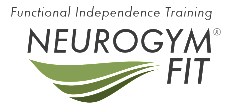 Functional Independence Training
NEUROGYM®
FIT